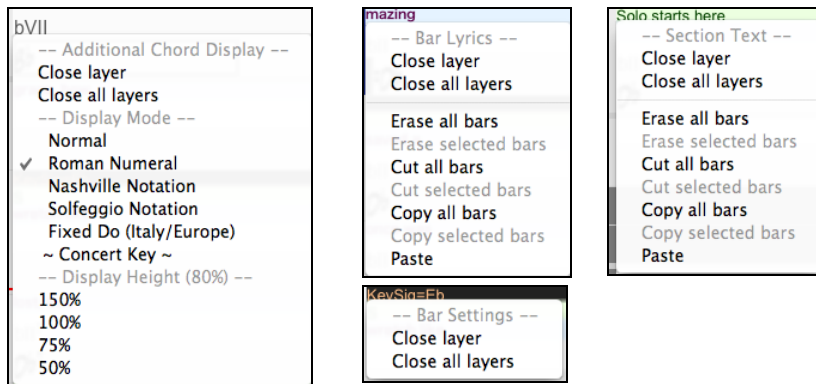 bVII
-- Additional Chord Display --
Close layer
Close all layers
-- Display Mode --
Normal
✓ Roman Numeral
Nashville Notation
Solfeggio Notation
Fixed Do (Italy/Europe)
~ Concert Key ~
-- Display Height (80%) --
150%
100%
75%
50%
mazing
-- Bar Lyrics --
Close layer
Close all layers
Erase all bars
Erase selected bars
Cut all bars
Cut selected bars
Copy all bars
Copy selected bars
Paste
KeySig=Eb
-- Bar Settings --
Close layer
Close all layers
Solo starts here
-- Section Text --
Close layer
Close all layers
Erase all bars
Erase selected bars
Cut all bars
Cut selected bars
Copy all bars
Copy selected bars
Paste